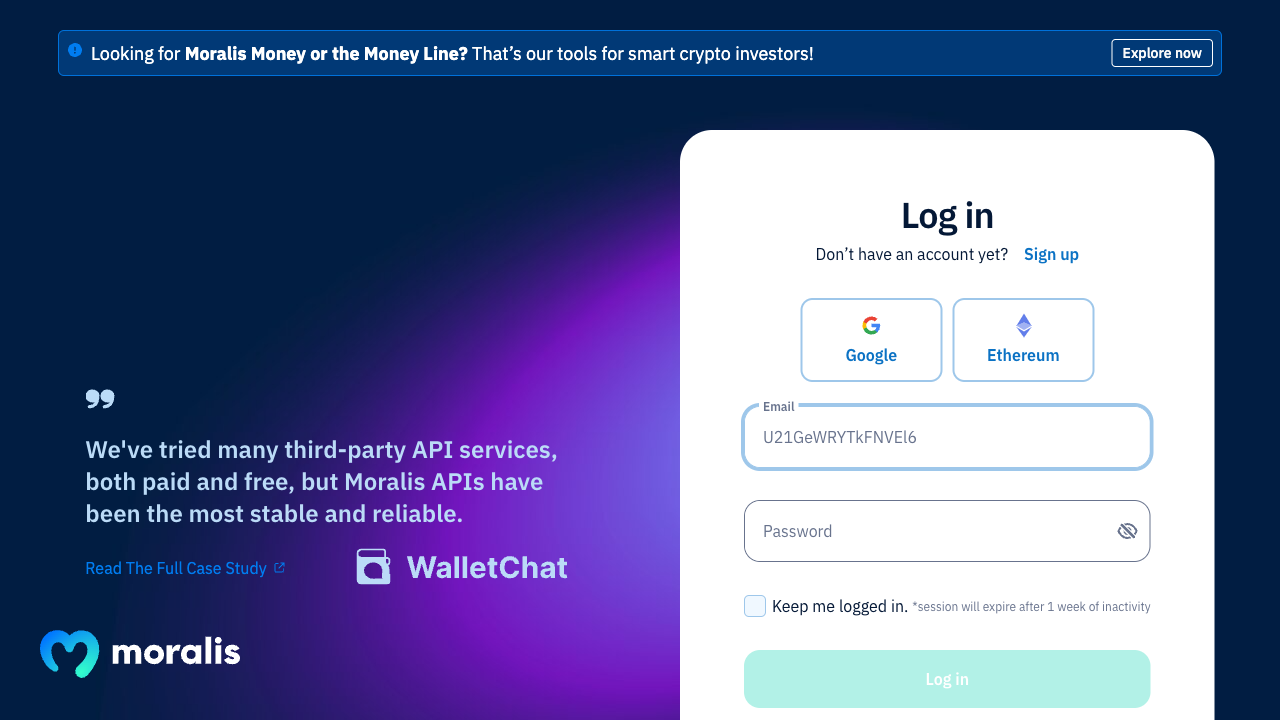 Looking for Moralis Money or the Money Line? That’s our tools for smart crypto investors!
Explore now
Log in
Don’t have an account yet? Sign up
Google
Ethereum
Email
U21GeWRYTkFNVEl6
Password
Keep me logged in. *session will expire after 1 week of inactivity
Log in
We've tried many third-party API services,
both paid and free, but Moralis APIs have
been the most stable and reliable.
Read The Full Case Study
WalletChat
moralis